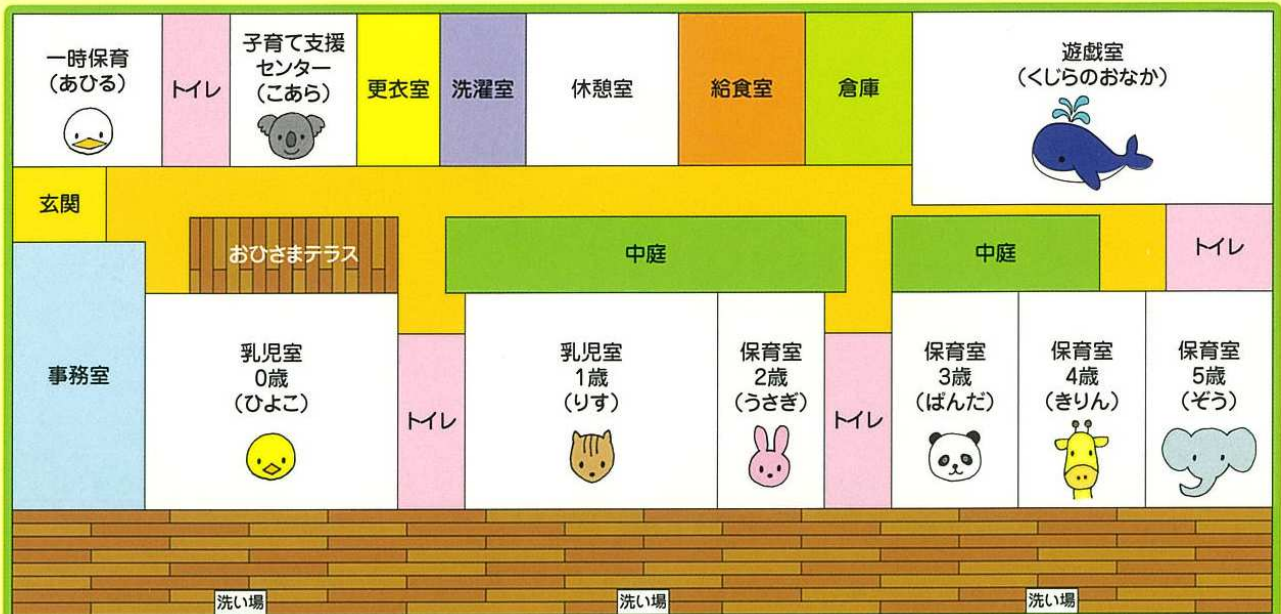 一時保育
(あひる)
トイレ
子育て支援
センター
(こあら)
更衣室
洗濯室
休憩室
給食室
倉庫
遊戯室
(くじらのおなか)
玄関
おひさまテラス
中庭
中庭
トイレ
事務室
乳児室
0歳
(ひよこ)
トイレ
乳児室
1歳
(りす)
保育室
2歳
(うさぎ)
トイレ
保育室
3歳
(ぱんだ)
保育室
4歳
(きりん)
保育室
5歳
(ぞう)
洗い場
洗い場
洗い場